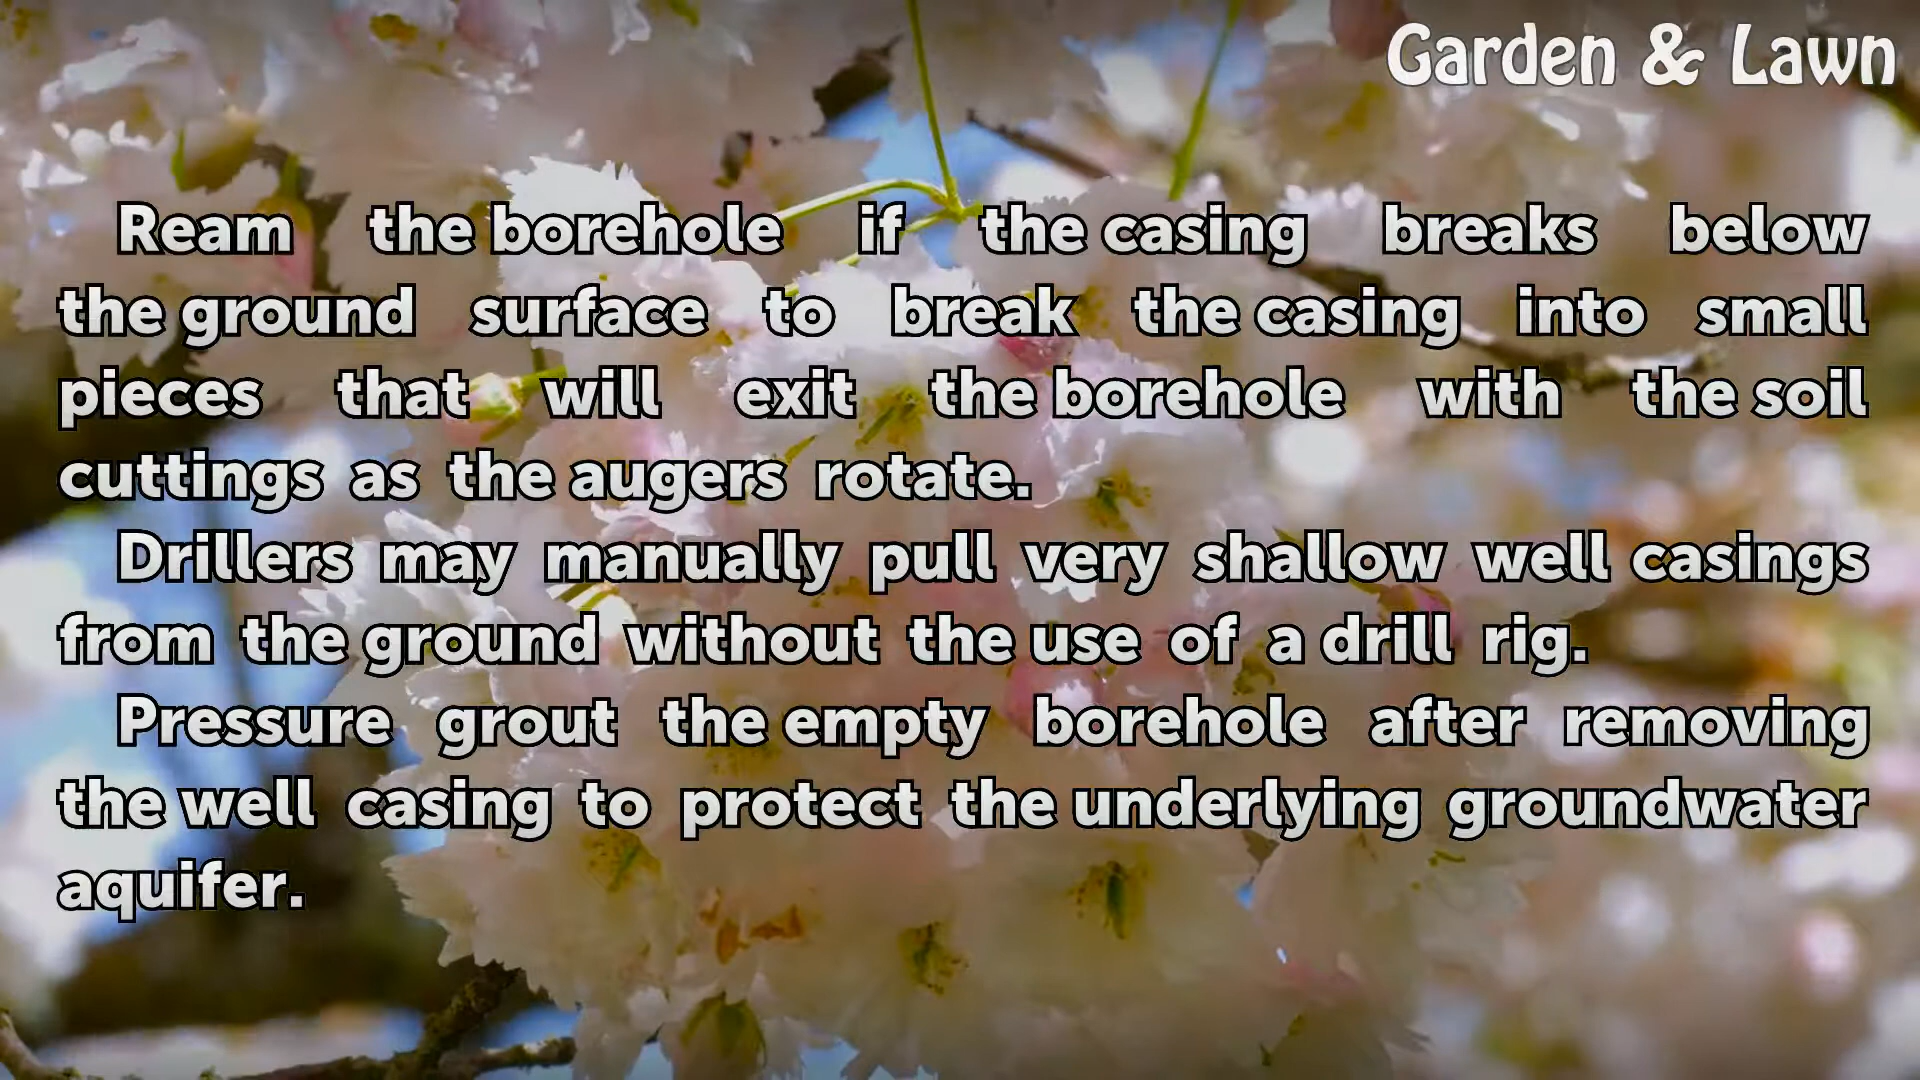 Garden & Lawn
Ream the borehole if the casing breaks below
the ground surface to break the casing into small
pieces that will exit the borehole with the soil
cuttings as the augers rotate.
Drillers may manually pull very shallow well casings
from the ground without the use of a drill rig.
Pressure grout the empty borehole after removing
the well casing to protect the underlying groundwater
aquifer.